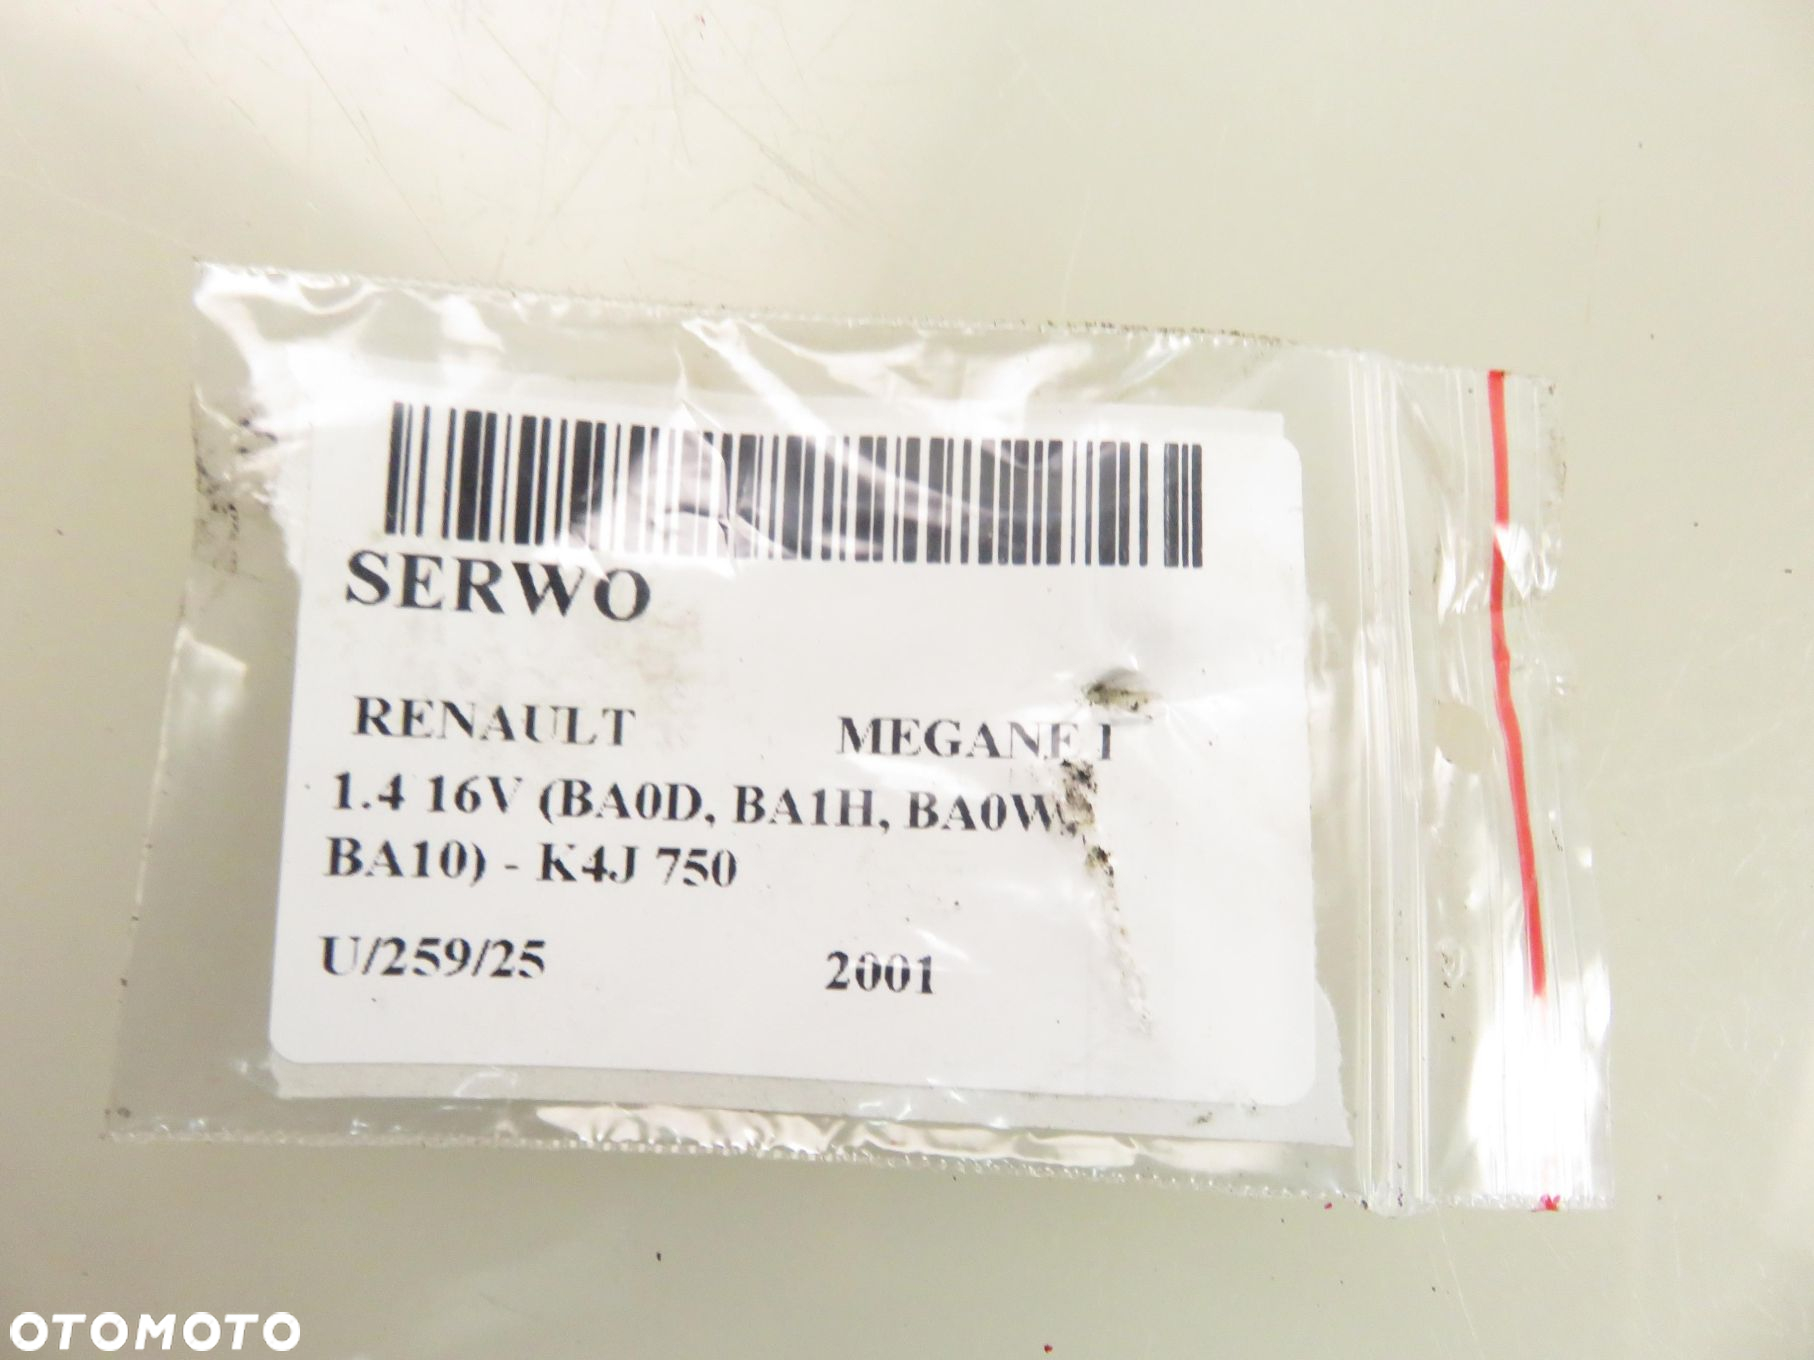 SERWO
RENAULT MEGANE I
1.4 16V (BA0D, BA1H, BA0W,
BA10) - K4J 750
U/259/25 2001
OTOMOTO